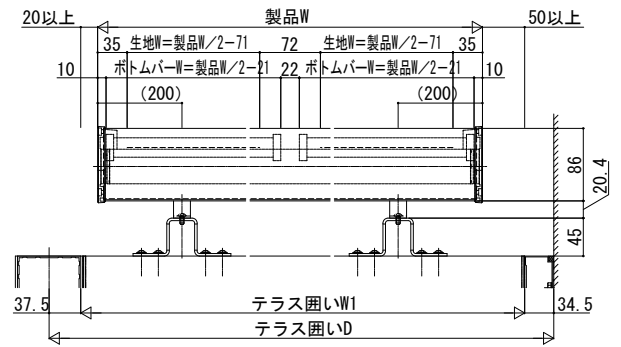 20以上 製品W 50以上
35 生地W=製品W/2-71 72 生地W=製品W/2-71 35
10 ボトムバーW=製品W/2-21 22 ボトムバーW=製品W/2-21 10
(200) (200)
86
20.4
45
37.5 テラス囲いW1 34.5
テラス囲いD